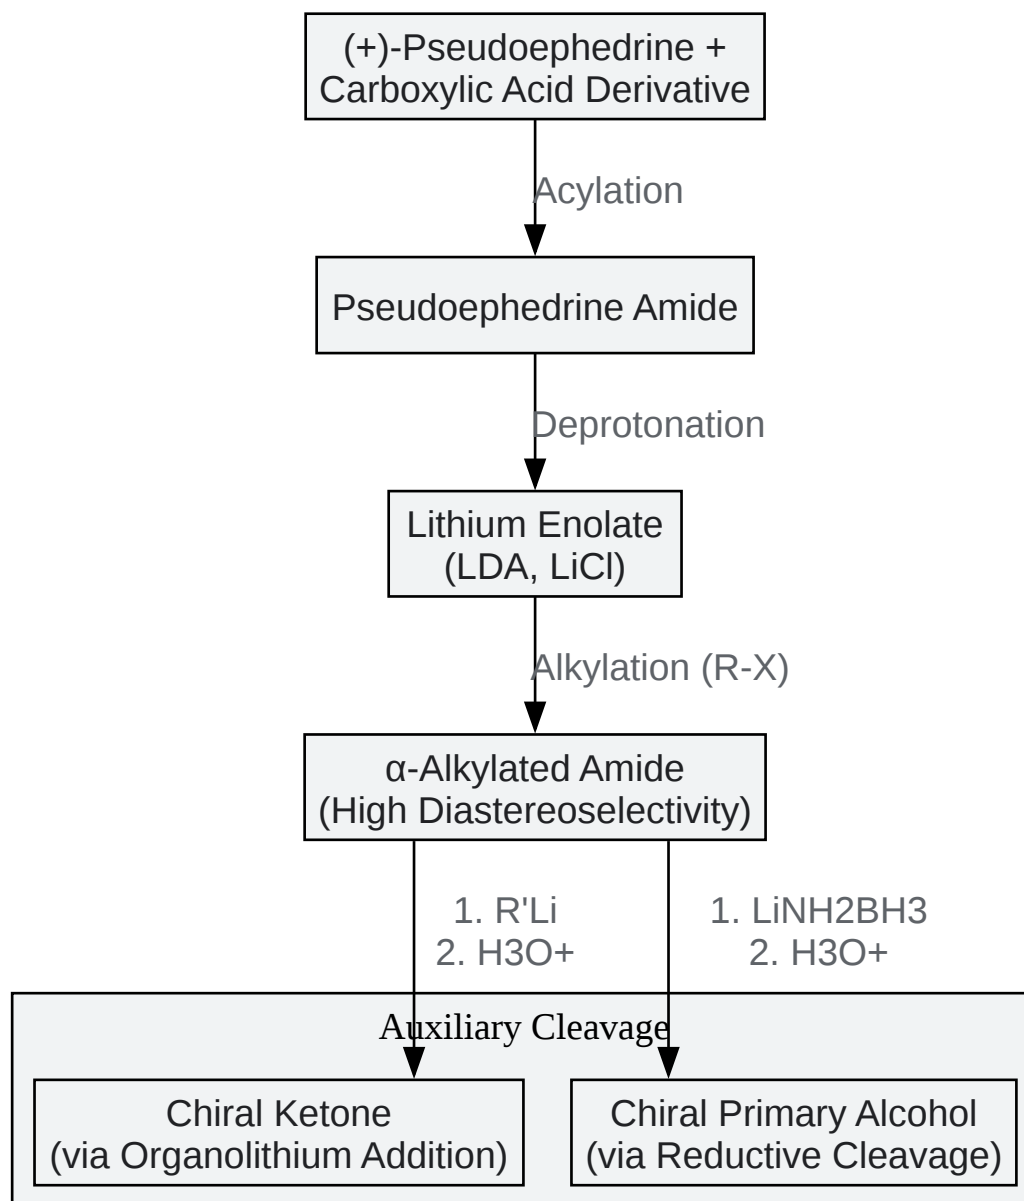 (+)-Pseudoephedrine +
Carboxylic Acid Derivative
Acylation
Pseudoephedrine Amide
Deprotonation
Lithium Enolate
(LDA, LiCl)
Alkylation (R-X)
α-Alkylated Amide
(High Diastereoselectivity)
1. R'Li
2. H3O+
1. LiNH2BH3
2. H3O+
Auxiliary Cleavage
Chiral Ketone
(via Organolithium Addition)
Chiral Primary Alcohol
(via Reductive Cleavage)